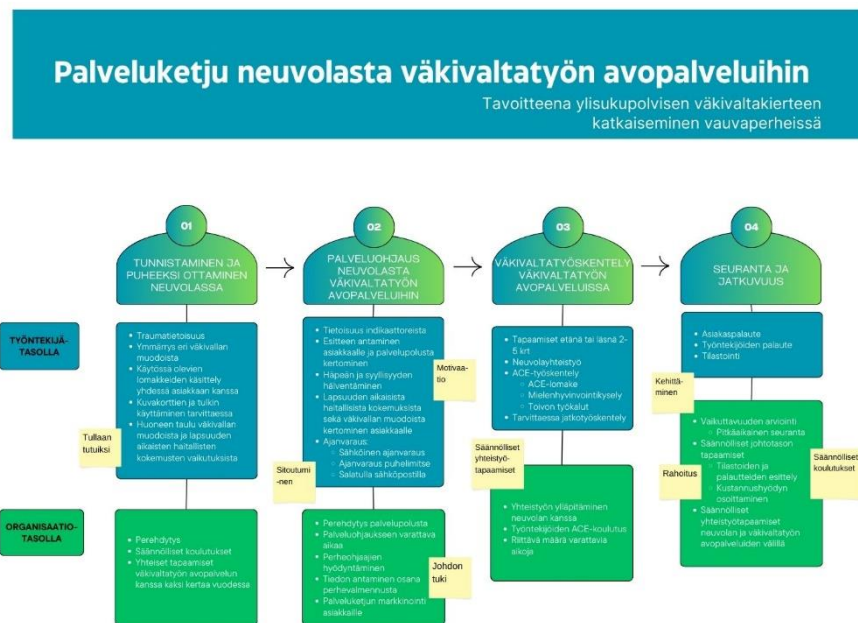 Palveluketju neuvolasta väkivaltatyön avopalveluihin
Tavoitteena ylisukupolvisen väkivaltakierteen
katkaiseminen vauvaperheissä
01
TUNNISTAMINEN JA
PUHEEKSI OTTAMINEN
NEUVOLASSA
02
PALVELUOHJAUS
NEUVOLASTA
VÄKIVALTATYÖN
AVOPALVELUIHIN
03
VÄKIVALTATYÖSKENTELY
VÄKIVALTATYÖN
AVOPALVELUISSA
04
SEURANTA JA
JATKUVUUS
TYÖNTEKIJÄ-
TASOLLA
Traumatietoisuus
Ymmärrys eri väkivallan
muodoista
Käytössä olevien
lomakkeiden käsittely
yhdessä asiakkaan kanssa
Kuvakorttien ja tulkin
käyttäminen tarvittaessa
Huoneen taulu väkivallan
muodoista ja lapsuuden
aikaisten haitallisten
kokemusten vaikutuksista
Tullaan
tutuiksi
Tietoisuus indikaattoreista
Esitteen antaminen
asiakkaalle ja palvelupolusta
kertominen
Häpeän ja syyllisyyden
hälventäminen
Lapsuuden aikaisista
haitallisista kokemuksista
sekä väkivallan muodoista
kertominen asiakkaalle
Ajanvaraus:
Sähköinen ajanvaraus
Ajanvaraus puhelimitse
Salatulla sähköpostilla
Motivaa-
tio
Sitoutumi
-nen
Tapaamiset etänä tai läsnä 2-
5 krt
Neuvolayhteistyö
ACE-työskentely
ACE-lomake
Mielenhyvinvointikysely
Toivon työkalut
Tarvittaessa jatkotyöskentely
Säännölliset
yhteistyö-
tapaamiset
Asiakaspalaute
Työntekijöiden palaute
Tilastointi
Kehittä-
minen
Vaikuttavuuden arviointi
Pitkäaikainen seuranta
Säännölliset johtotason
tapaamiset
Tilastoiden ja
palautteiden esittely
Kustannushyödyn
osoittaminen
Säännölliset
yhteistyötapaamiset
neuvolan ja väkivaltatyön
avopalveluiden välillä
Rahoitus
Säännölliset
koulutukset
ORGANISAATIO-
TASOLLA
Perehdytys
Säännölliset koulutukset
Yhteiset tapaamiset
väkivaltatyön avopalvelun
kanssa kaksi kertaa vuodessa
Perehdytys palvelupolusta
Palveluohjaukseen varattava
aikaa
Perheohjaajien
hyödyntäminen
Tiedon antaminen osana
perhevalmennusta
Palveluketjun markkinointi
asiakkaille
Johdon
tuki
Yhteistyön ylläpitäminen
neuvolan kanssa
Työntekijöiden ACE-koulutus
Riittävä määrä varattavia
aikoja